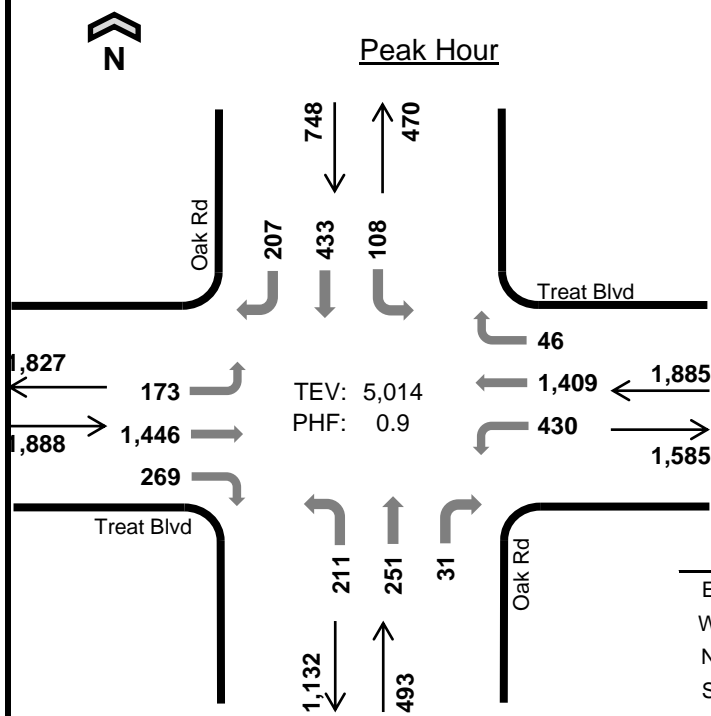 N
Peak Hour
748
470
Oak Rd
207
433
108
Treat Blvd
46
1,827
1,409
1,885
173
TEV: 5,014
1,888
1,446
PHF: 0.9
430
1,585
269
Treat Blvd
211
251
31
Oak Rd
1,132
493
E
W
N
S